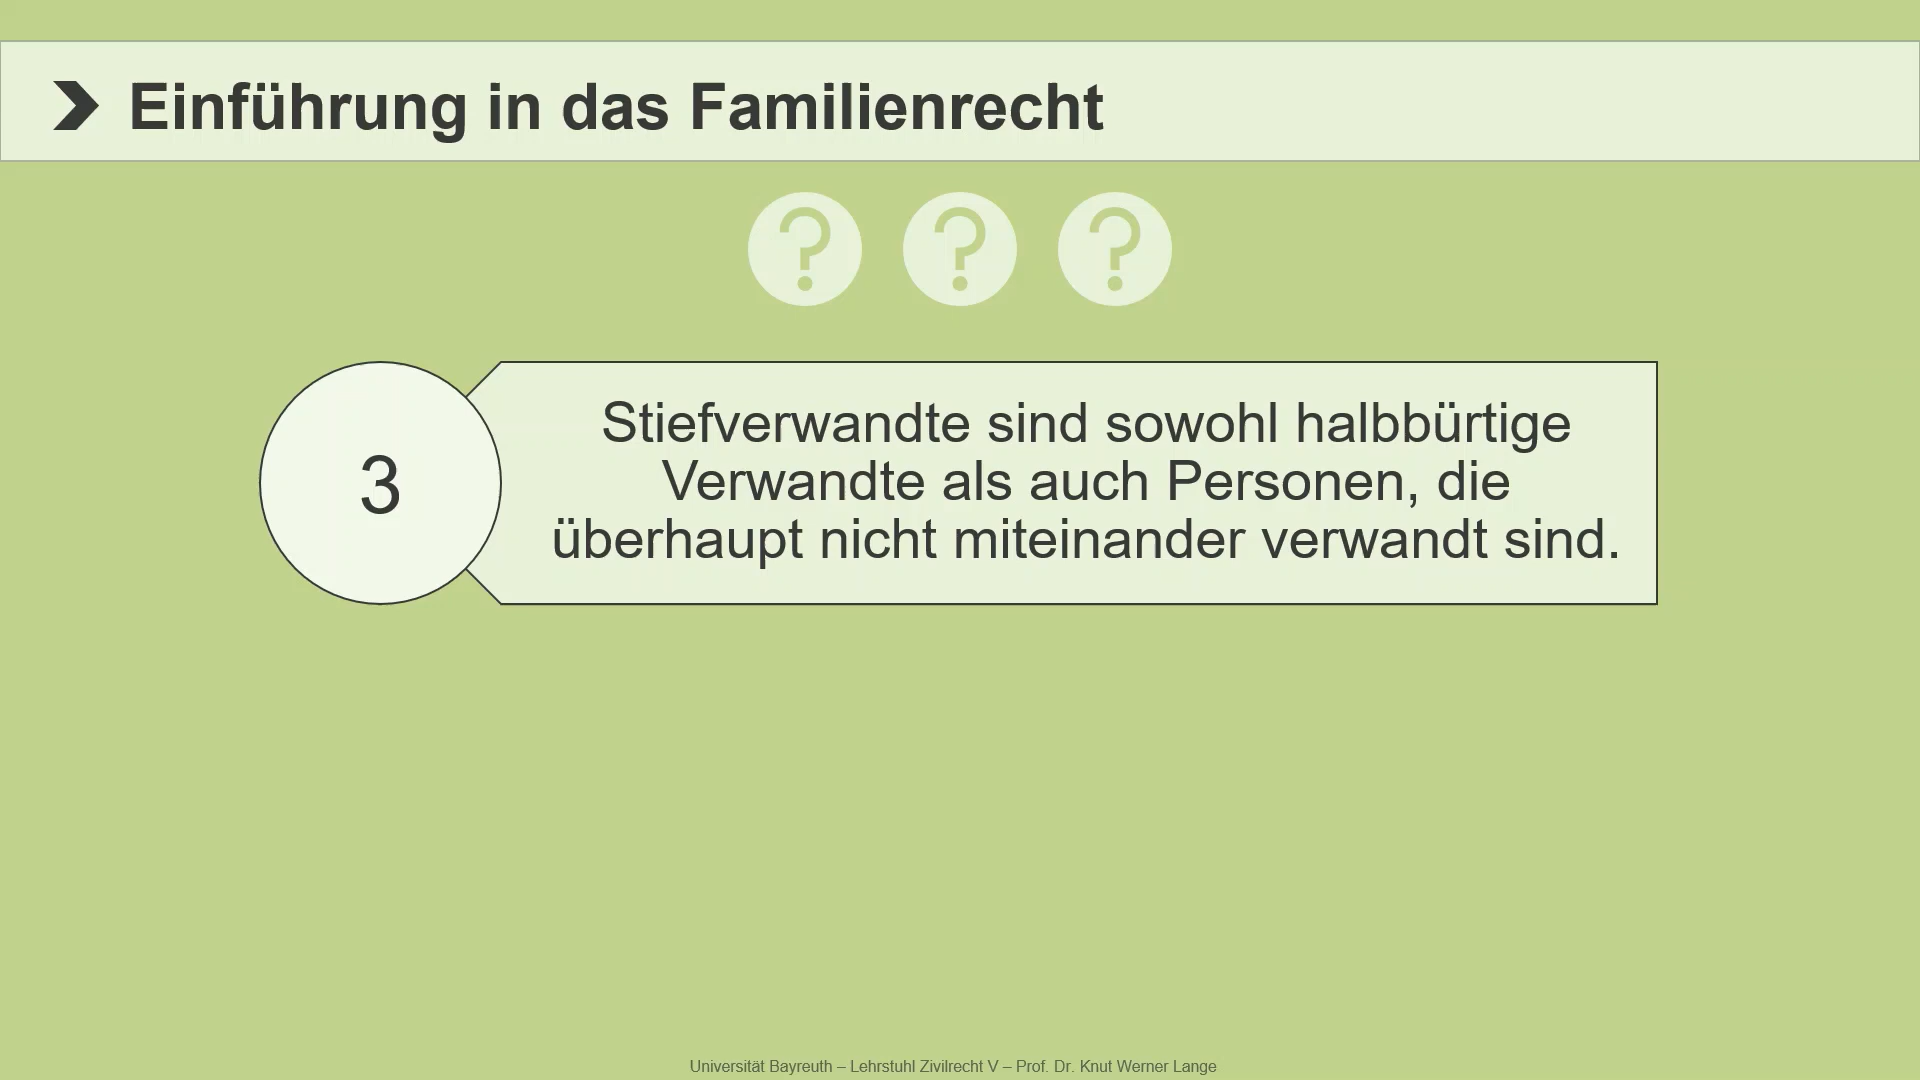 Einführung in das Familienrecht
? ? ?
3
Stiefverwandte sind sowohl halbbürtige
Verwandte als auch Personen, die
überhaupt nicht miteinander verwandt sind.
Universität Bayreuth – Lehrstuhl Zivilrecht V – Prof. Dr. Knut Werner Lange